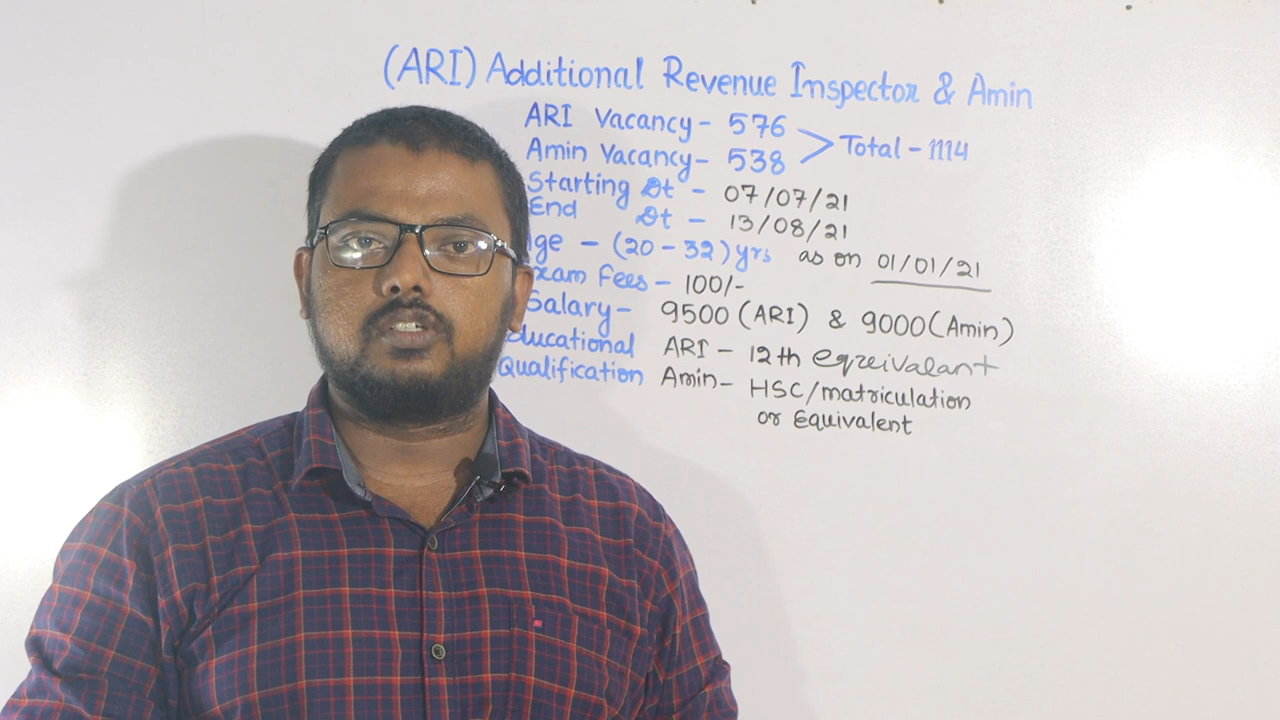 (ARI) Additional Revenue Inspector & Amin
ARI Vacancy - 576
Amin Vacancy - 538 > Total - 1114
Starting Dt - 07/07/21
End Dt - 13/08/21
ge - (20-32) yrs as on 01/01/21
xam Fees - 100/-
Salary - 9500 (ARI) & 9000 (Amin)
ducational ARI - 12th equivalant
Qualification Amin - HSC/matriculation
or Equivalent